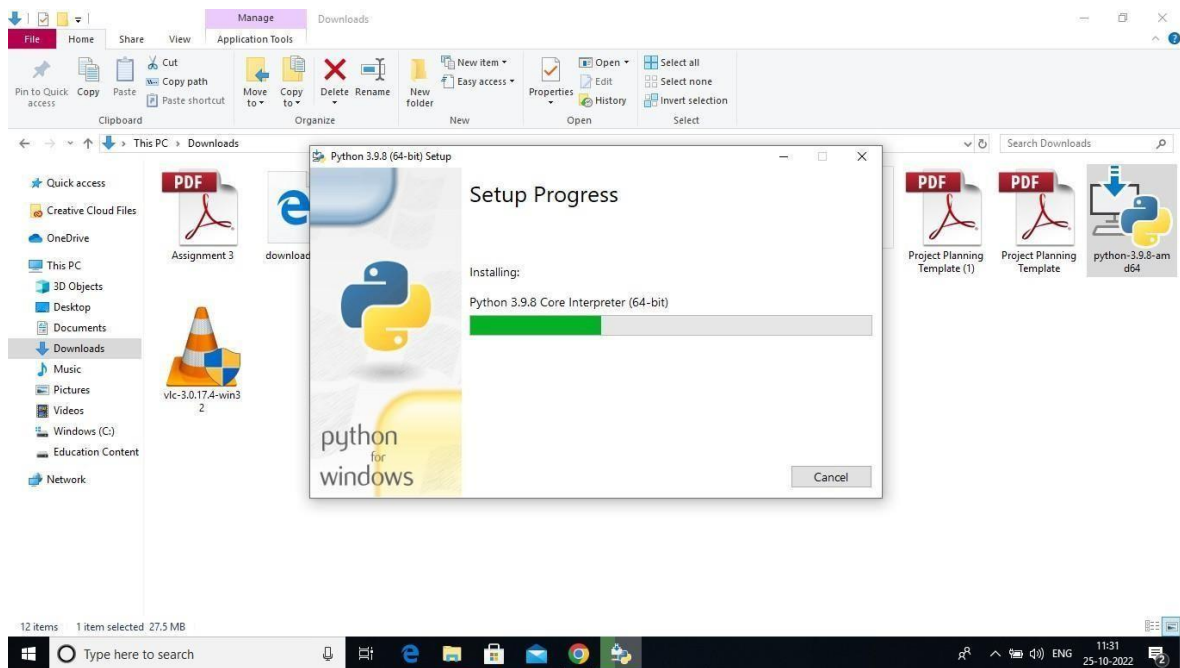 Manage
Downloads
File
Home
Share
View
Application Tools
Pin to Quick
access
Copy
Paste
Cut
Copy path
Paste shortcut
Clipboard
Move
to
Copy
to
Delete
Rename
Organize
New
folder
New item
Easy access
New
Properties
Open
Edit
History
Open
Select all
Select none
Invert selection
Select
This PC > Downloads
Search Downloads
Quick access
Creative Cloud Files
OneDrive
This PC
3D Objects
Desktop
Documents
Downloads
Music
Pictures
Videos
Windows (C:)
Education Content
Network
PDF
Assignment 3
download
vlc-3.0.17.4-win3
2
Python 3.9.8 (64-bit) Setup
Setup Progress
Installing:
Python 3.9.8 Core Interpreter (64-bit)
python
for
windows
Cancel
PDF
Project Planning
Template (1)
PDF
Project Planning
Template
python-3.9.8-am
d64
12 items
1 item selected 27.5 MB
Type here to search
ENG
11:31
25-10-2022
2